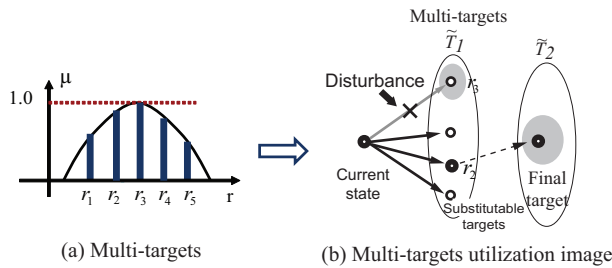 μ
1.0
r1 r2 r3 r4 r5 r
(a) Multi-targets
Multi-targets
T̃1
T̃2
Disturbance
r3
Current
state
r2
Substitutable
targets
Final
target
(b) Multi-targets utilization image